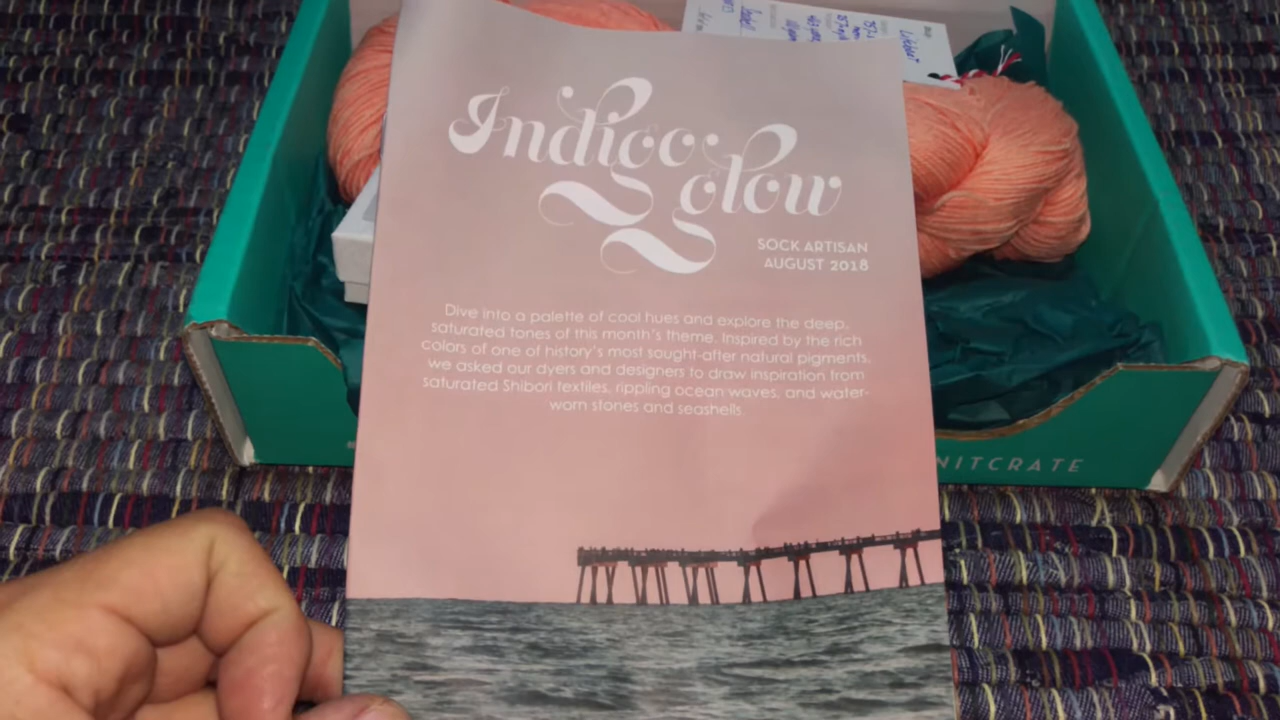 Indigo
glow
SOCK ARTISAN
AUGUST 2018
Dive into a palette of cool hues and explore the deep,
saturated tones of this month's theme. Inspired by the rich
colors of one of history's most sought-after natural pigments,
we asked our dyers and designers to draw inspiration from
saturated Shibori textiles, rippling ocean waves, and water-
worn stones and seashells.
NITCRATE